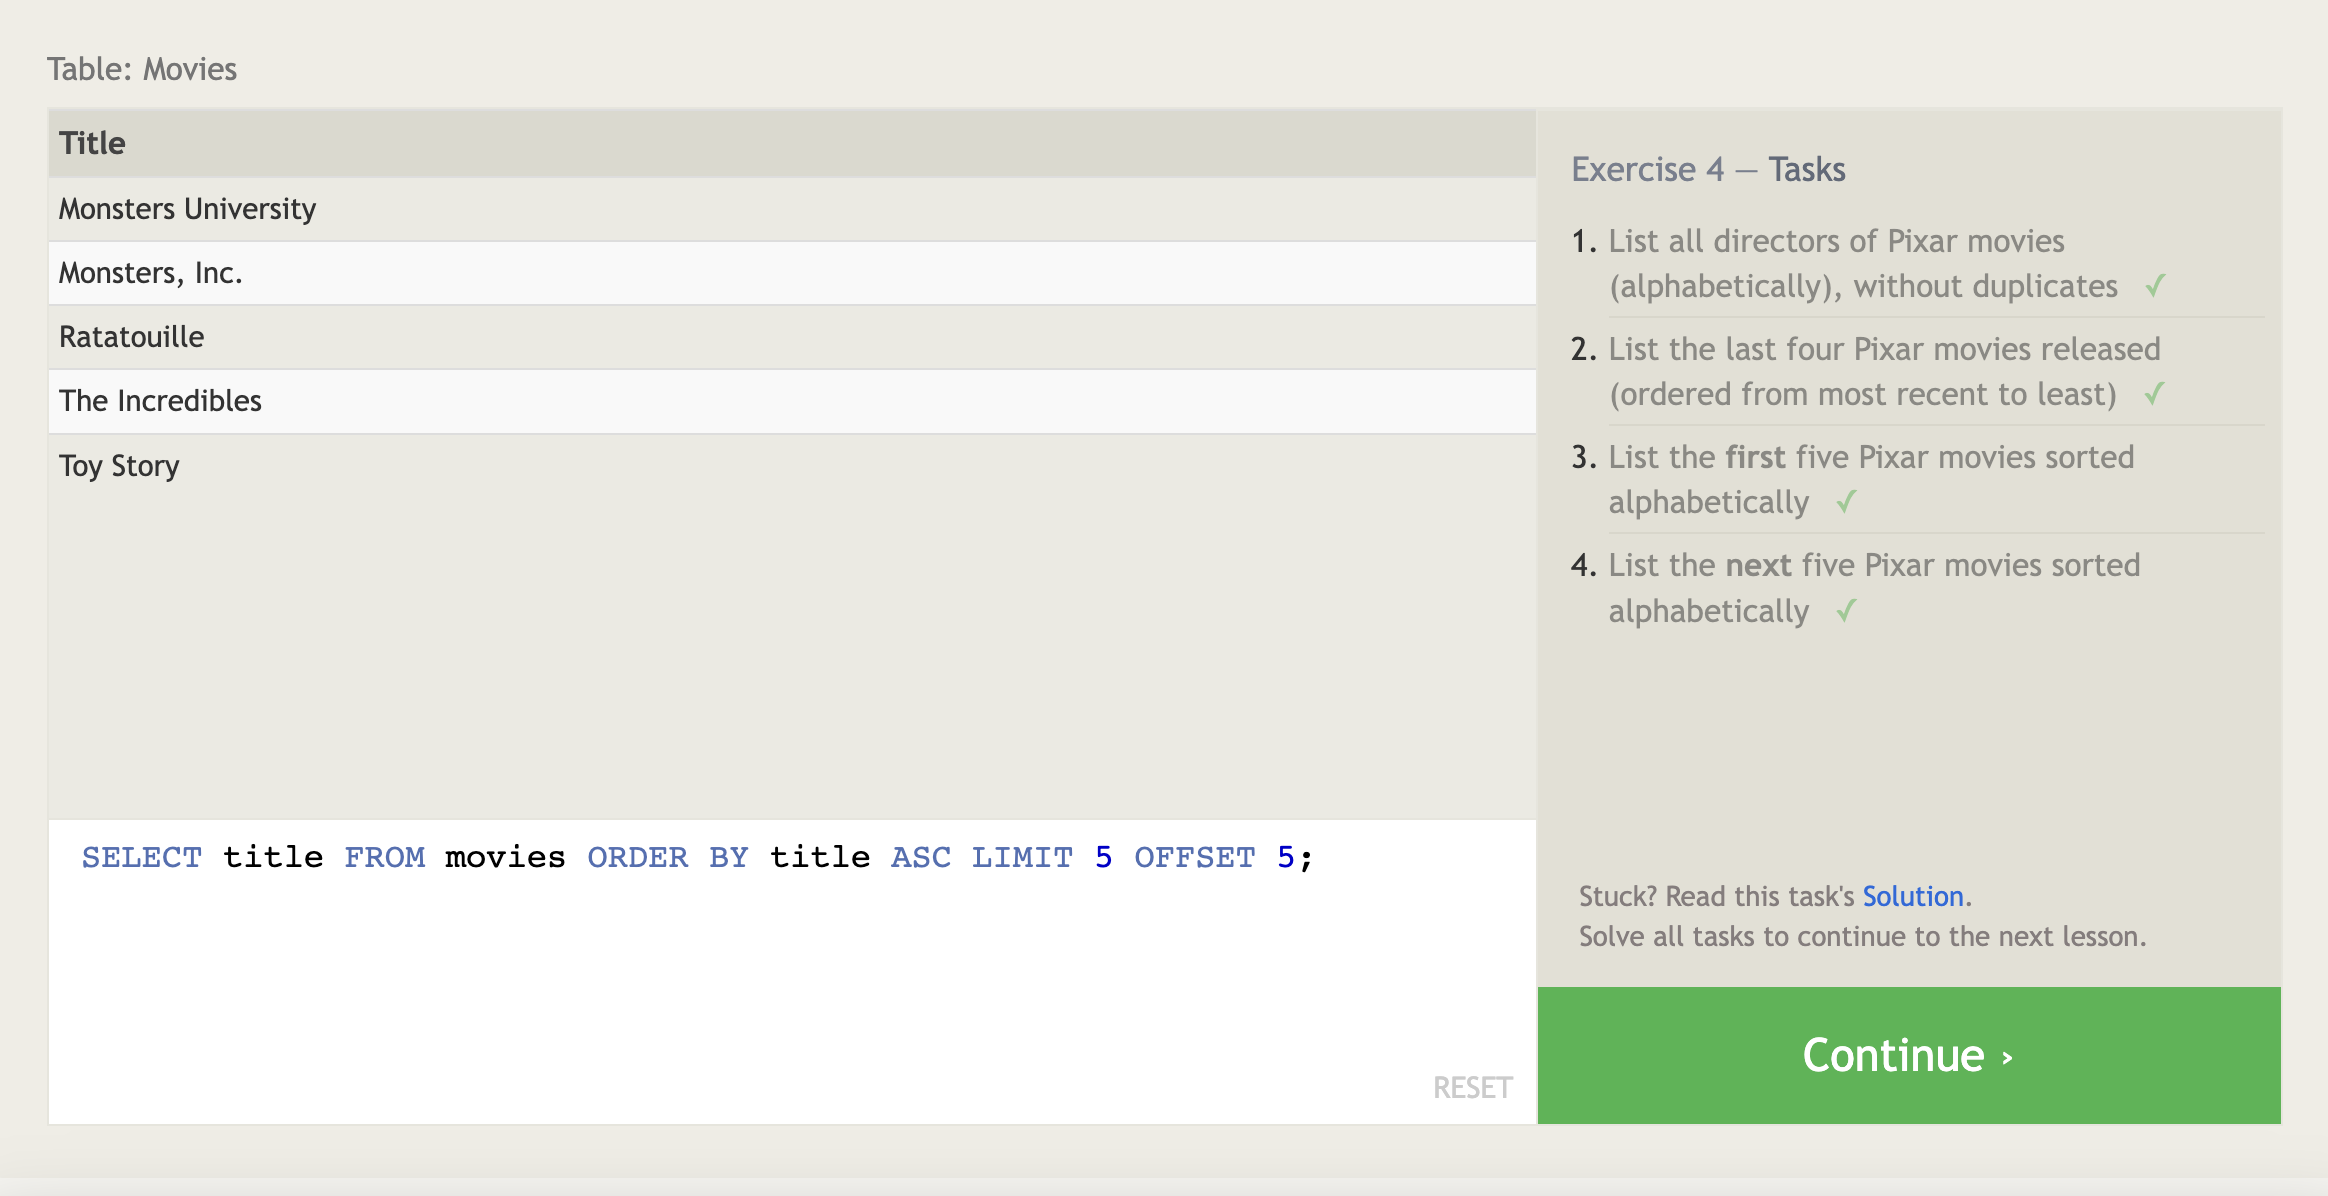 Table: Movies
Title
Monsters University
Monsters, Inc.
Ratatouille
The Incredibles
Toy Story
SELECT title FROM movies ORDER BY title ASC LIMIT 5 OFFSET 5;
RESET
Exercise 4 — Tasks
1. List all directors of Pixar movies
(alphabetically), without duplicates ✓
2. List the last four Pixar movies released
(ordered from most recent to least) ✓
3. List the first five Pixar movies sorted
alphabetically ✓
4. List the next five Pixar movies sorted
alphabetically ✓
Stuck? Read this task's Solution.
Solve all tasks to continue to the next lesson.
Continue ›